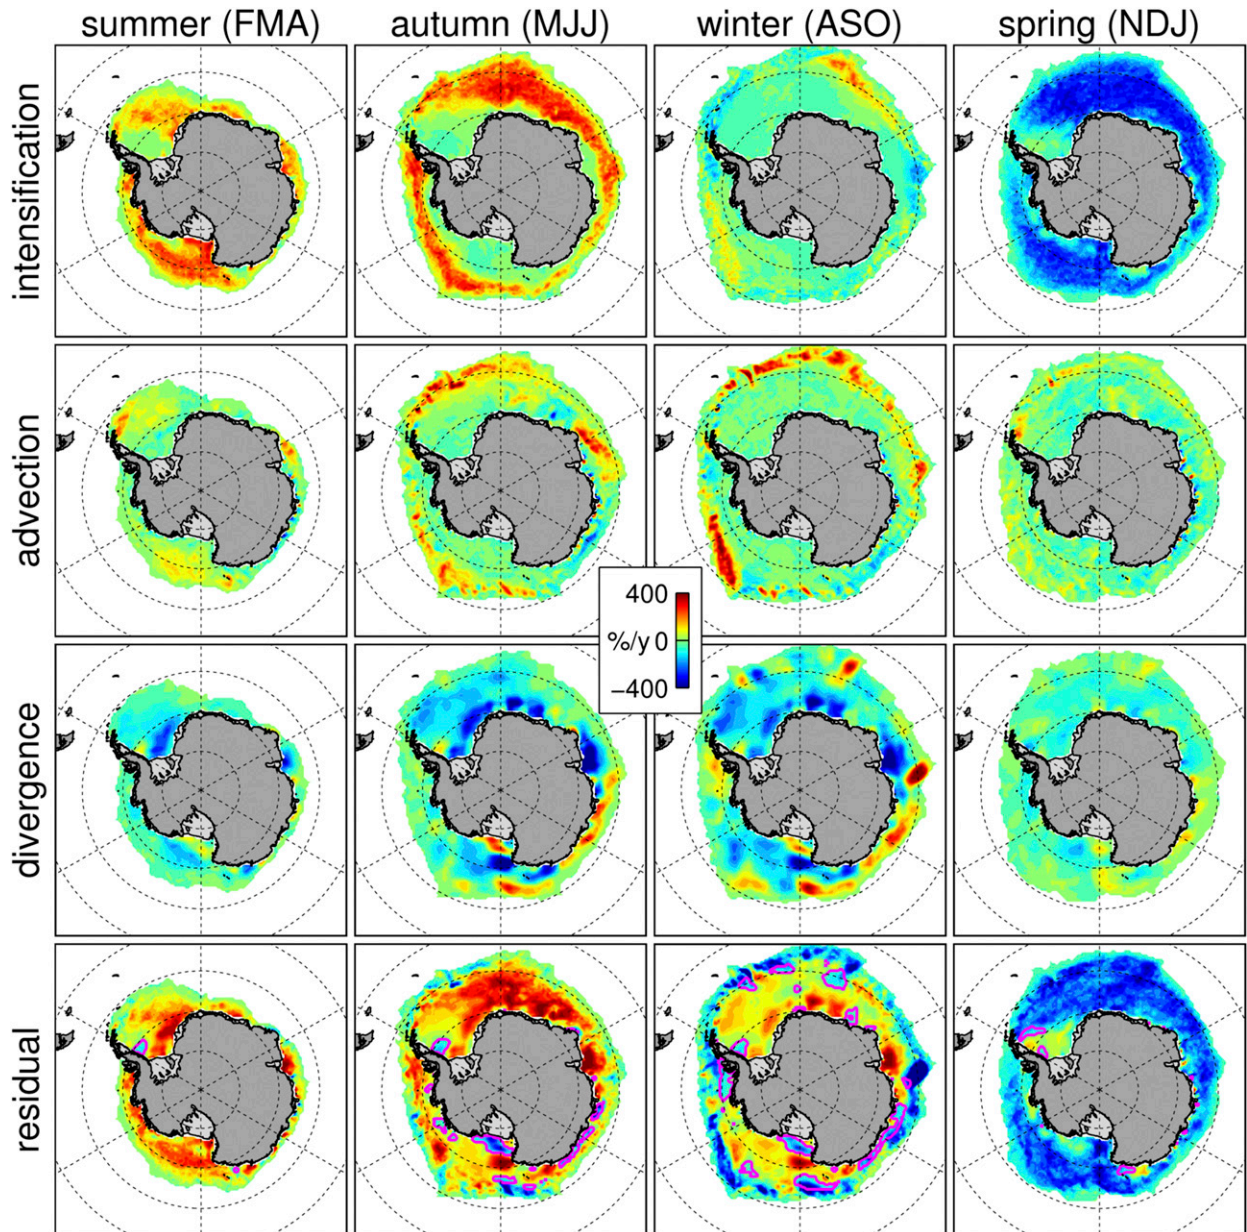 summer (FMA) autumn (MJJ) winter (ASO) spring (NDJ)
intensification
advection
400
%/y 0
−400
divergence
residual